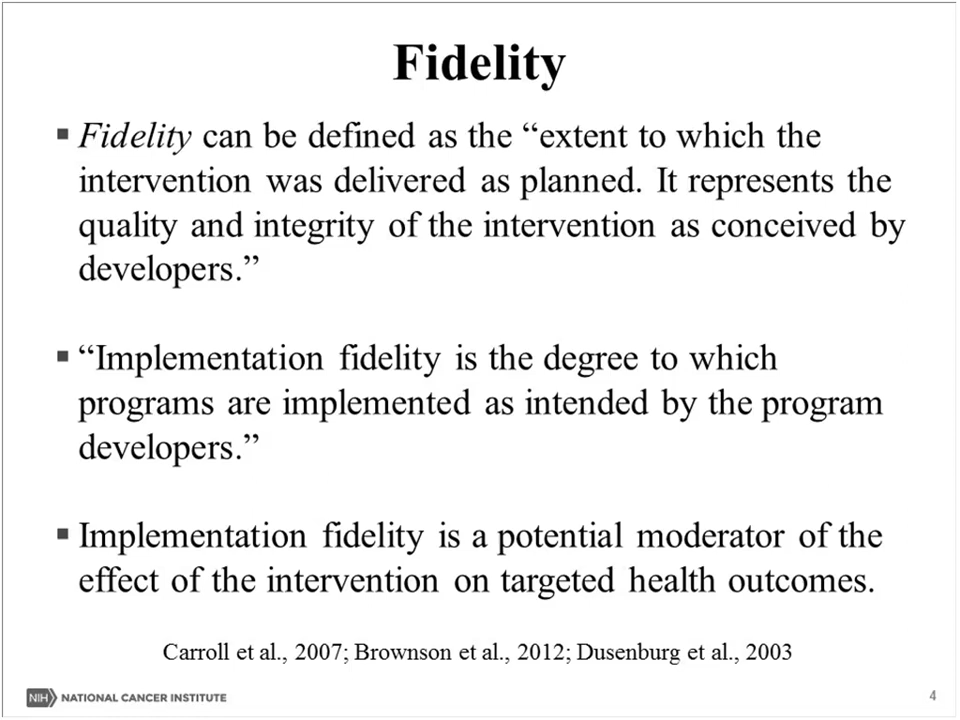 Fidelity
▪ Fidelity can be defined as the “extent to which the
intervention was delivered as planned. It represents the
quality and integrity of the intervention as conceived by
developers.”
▪ “Implementation fidelity is the degree to which
programs are implemented as intended by the program
developers.”
▪ Implementation fidelity is a potential moderator of the
effect of the intervention on targeted health outcomes.
Carroll et al., 2007; Brownson et al., 2012; Dusenburg et al., 2003
NIH NATIONAL CANCER INSTITUTE
4